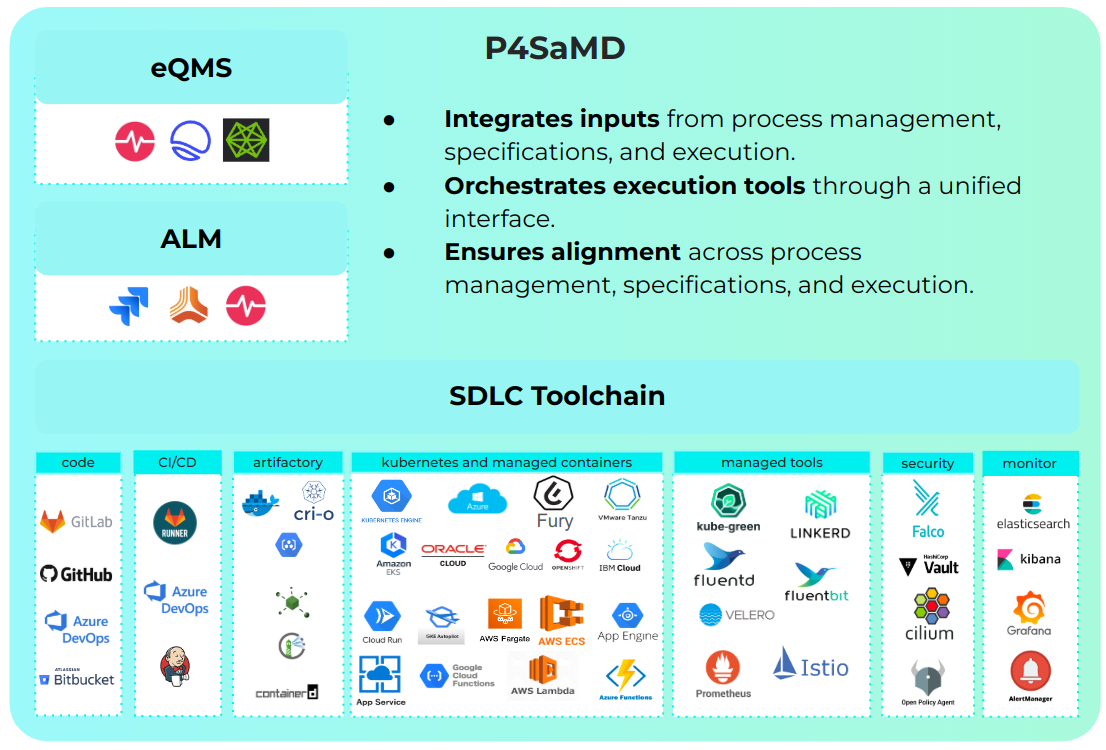 eQMS
P4SaMD
● Integrates inputs from process management,
specifications, and execution.
● Orchestrates execution tools through a unified
interface.
● Ensures alignment across process
management, specifications, and execution.
ALM
SDLC Toolchain
code
GitLab
GitHub
Azure
DevOps
ATLASSIAN
Bitbucket
CI/CD
RUNNER
Azure
DevOps
artifactory
cri-o
containerd
kubernetes and managed containers
KUBERNETES ENGINE
Azure
Fury
VMware Tanzu
Amazon
EKS
ORACLE
CLOUD
Google Cloud
OPENSHIFT
IBM Cloud
Cloud Run
GKE Autopilot
AWS Fargate
AWS ECS
App Engine
App Service
Google
Cloud
Functions
AWS Lambda
Azure Functions
managed tools
kube-green
LINKERD
fluentd
fluentbit
VELERO
Prometheus
Istio
security
Falco
HashiCorp
Vault
cilium
Open Policy Agent
monitor
elasticsearch
kibana
Grafana
AlertManager